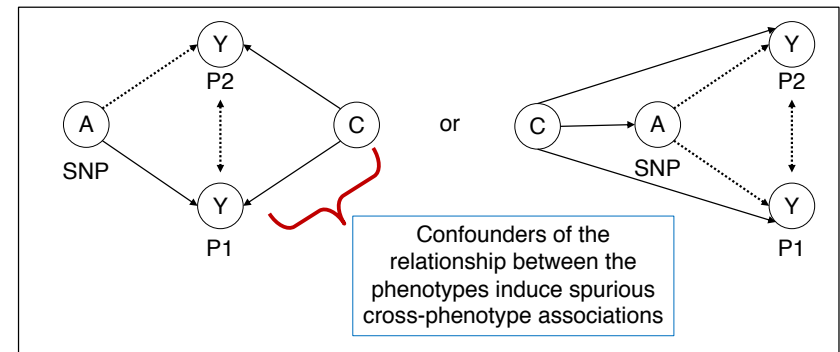 Y
P2
A
SNP
C
Y
P1
or
Y
P2
C
A
SNP
Y
P1
Confounders of the
relationship between the
phenotypes induce spurious
cross-phenotype associations